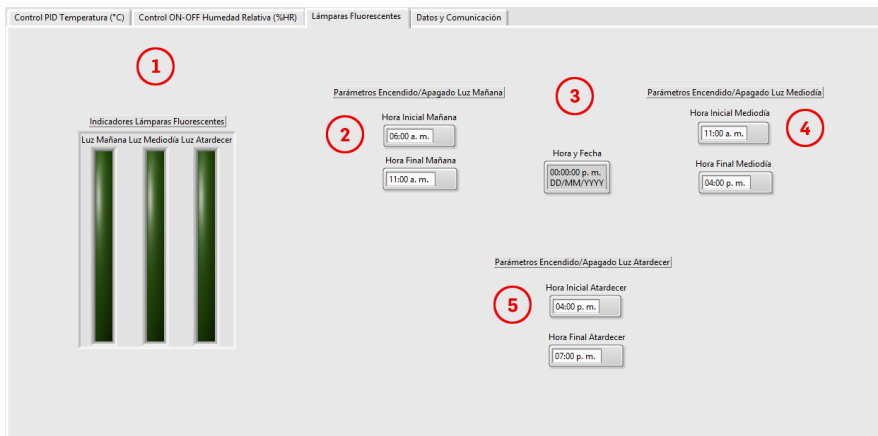 Control PID Temperatura (°C) Control ON-OFF Humedad Relativa (%HR) Lámparas Fluorescentes Datos y Comunicación
1
Indicadores Lámparas Fluorescentes
Luz Mañana Luz Mediodía Luz Atardecer
Parámetros Encendido/Apagado Luz Mañana
2
Hora Inicial Mañana
06:00 a. m.
Hora Final Mañana
11:00 a. m.
3
Hora y Fecha
00:00:00 p. m.
DD/MM/YYYY
Parámetros Encendido/Apagado Luz Mediodía
Hora Inicial Mediodía
11:00 a. m.
4
Hora Final Mediodía
04:00 p. m.
Parámetros Encendido/Apagado Luz Atardecer
5
Hora Inicial Atardecer
04:00 p. m.
Hora Final Atardecer
07:00 p. m.